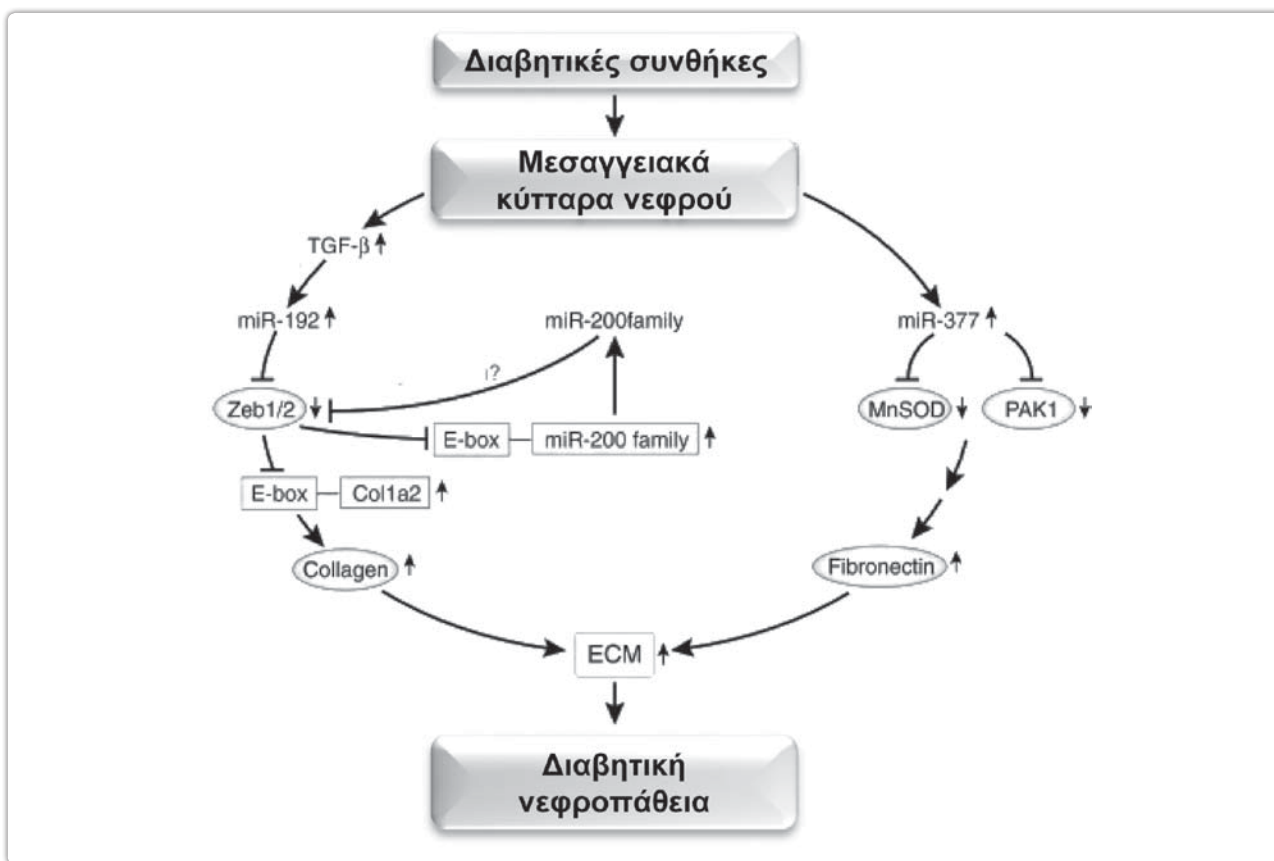 Διαβητικές συνθήκες
Μεσαγγειακά
κύτταρα νεφρού
TGF-β
miR-192
miR-200family
miR-377
ı?
Zeb1/2
E-box
miR-200 family
MnSOD
PAK1
E-box
Col1a2
Collagen
Fibronectin
ECM
Διαβητική
νεφροπάθεια